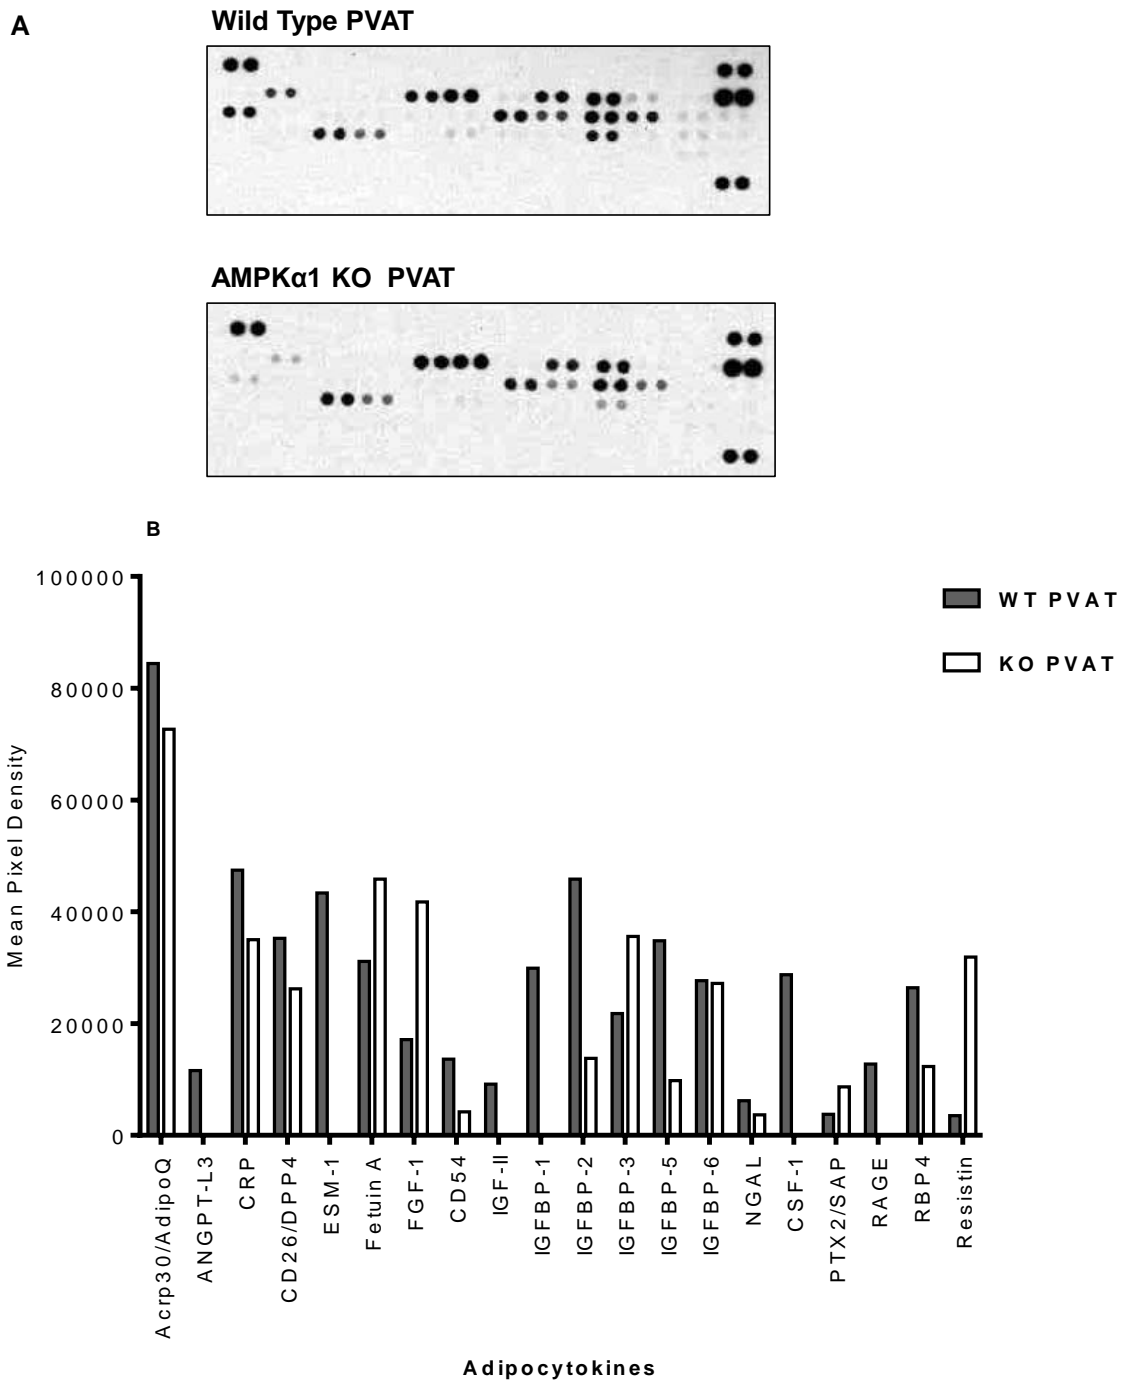 A
Wild Type PVAT
AMPKα1 KO PVAT
B
100000
80000
60000
40000
20000
0
Mean Pixel Density
WT PVAT
KO PVAT
Acrp30/AdipoQ
ANGPT-L3
CRP
CD26/DPP4
ESM-1
Fetuin A
FGF-1
CD54
IGF-II
IGFBP-1
IGFBP-2
IGFBP-3
IGFBP-5
IGFBP-6
NGAL
CSF-1
PTX2/SAP
RAGE
RBP4
Resistin
Adipocytokines